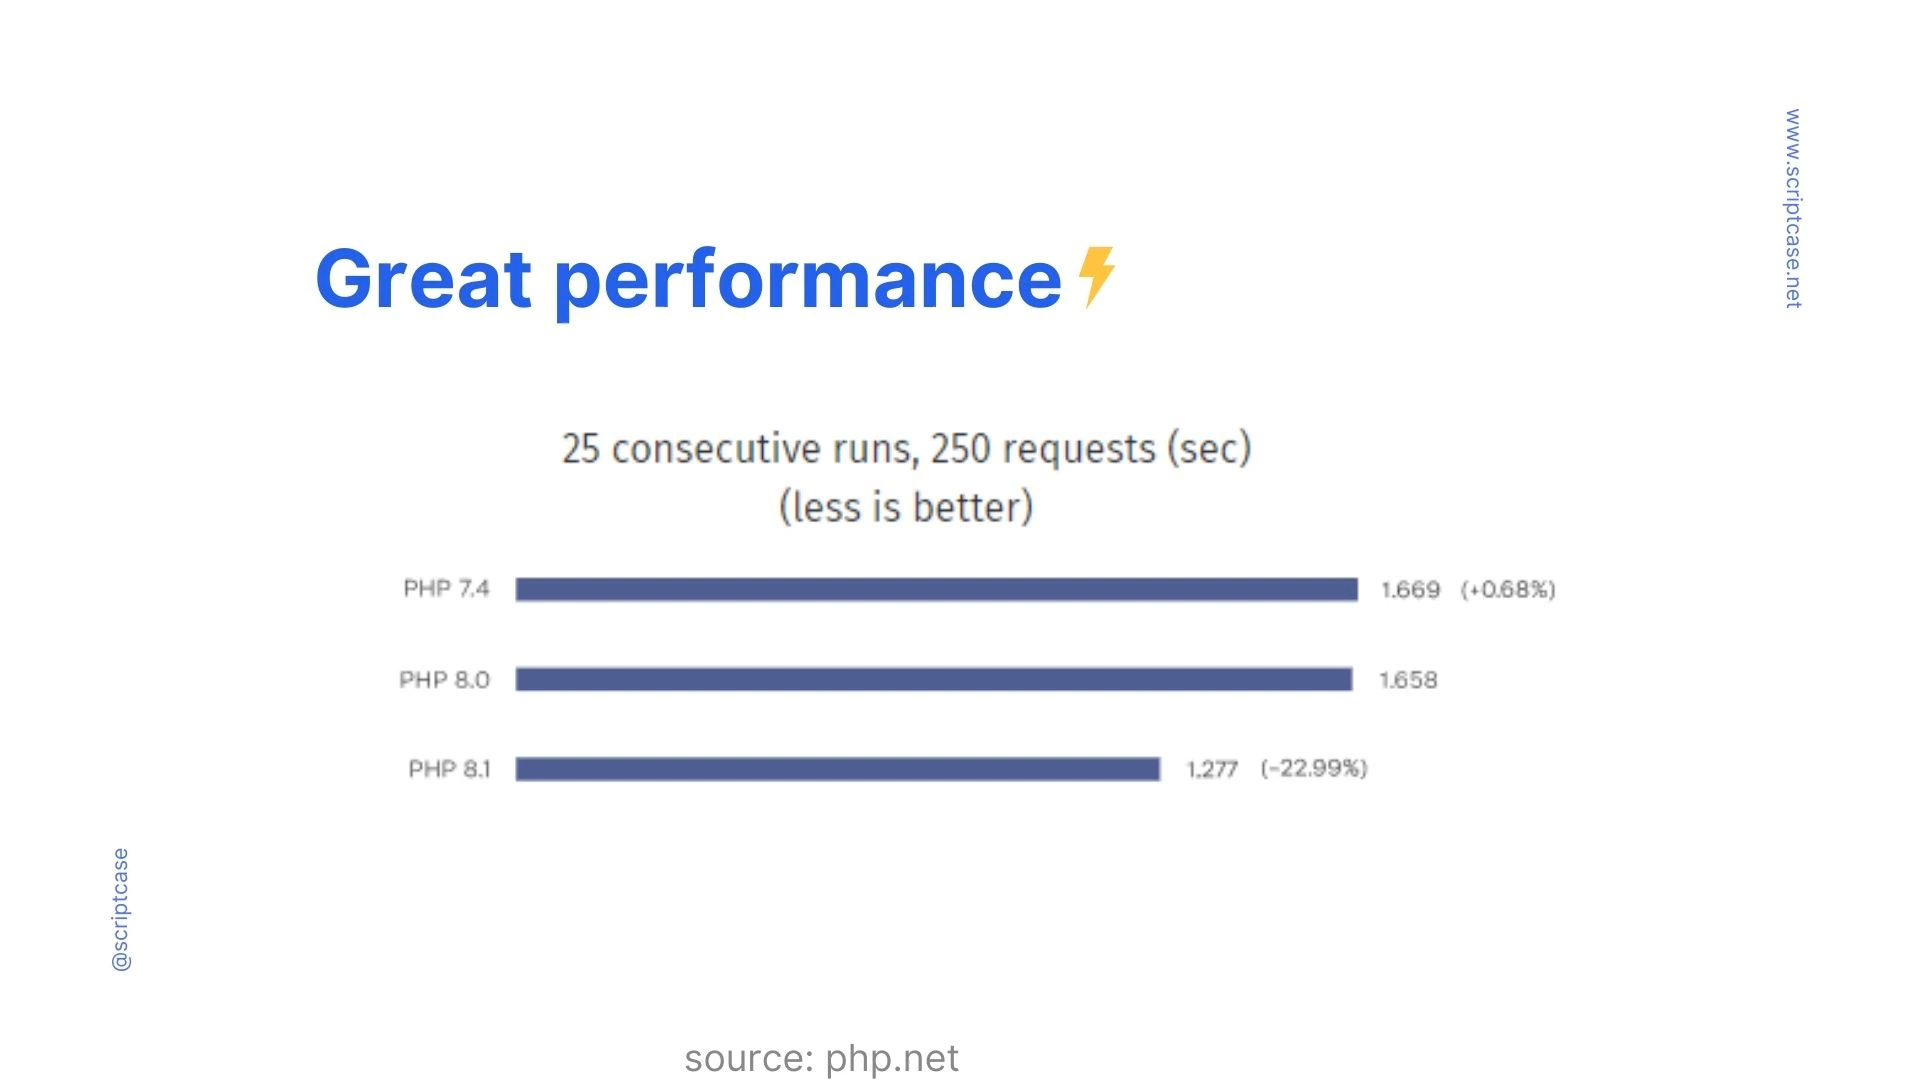 www.scriptcase.net
Great performance
25 consecutive runs, 250 requests (sec)
(less is better)
PHP 7.4 1.669 (+0.68%)
PHP 8.0 1.658
PHP 8.1 1.277 (-22.99%)
@scriptcase
source: php.net